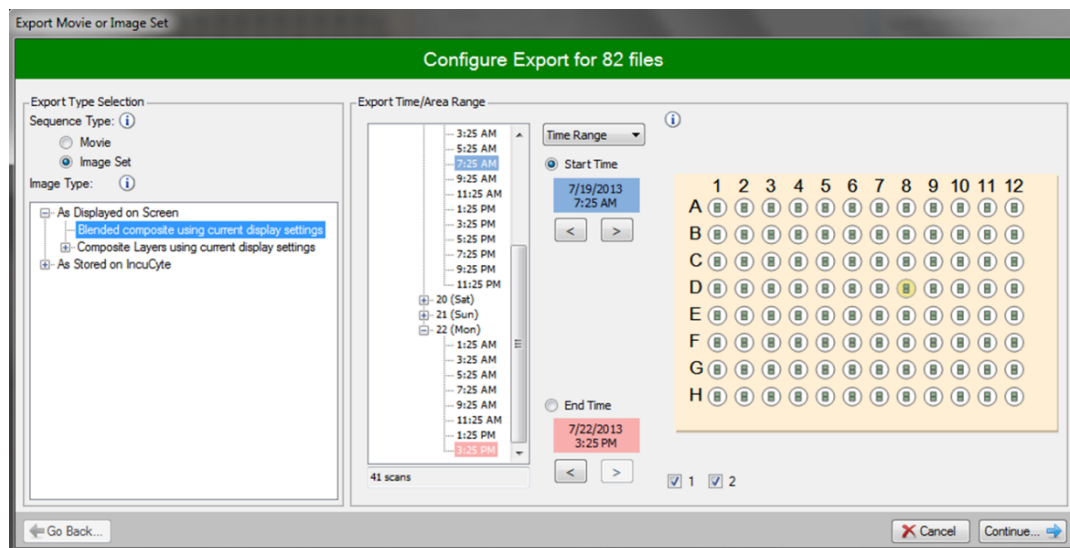 Export Movie or Image Set
Configure Export for 82 files
Export Type Selection
Sequence Type:
Movie
Image Set
Image Type:
As Displayed on Screen
Blended composite using current display settings
Composite Layers using current display settings
As Stored on IncuCyte
Export Time/Area Range
3:25 AM
5:25 AM
7:25 AM
9:25 AM
11:25 AM
1:25 PM
3:25 PM
5:25 PM
7:25 PM
9:25 PM
11:25 PM
20 (Sat)
21 (Sun)
22 (Mon)
1:25 AM
3:25 AM
5:25 AM
7:25 AM
9:25 AM
11:25 AM
1:25 PM
3:25 PM
41 scans
Time Range
Start Time
7/19/2013
7:25 AM
< >
End Time
7/22/2013
3:25 PM
< >
1 2 3 4 5 6 7 8 9 10 11 12
A
B
C
D
E
F
G
H
1 2
Go Back...
Cancel
Continue...